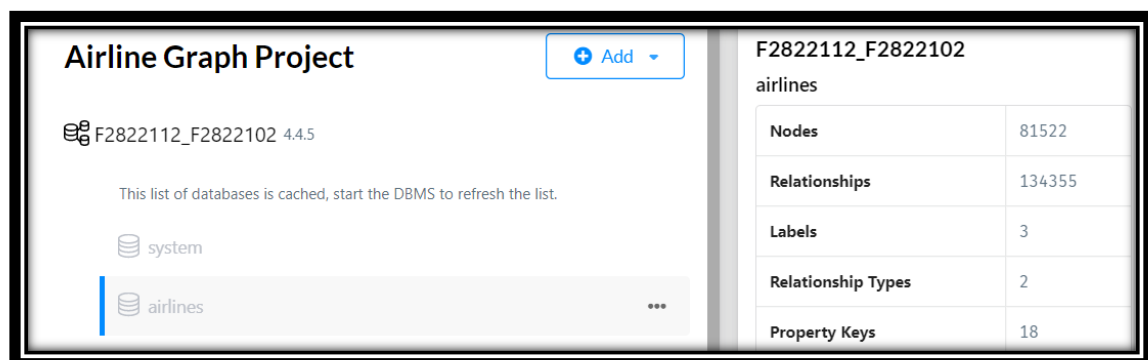 Airline Graph Project
Add
F2822112_F2822102 4.4.5
This list of databases is cached, start the DBMS to refresh the list.
system
airlines
F2822112_F2822102
airlines
Nodes 81522
Relationships 134355
Labels 3
Relationship Types 2
Property Keys 18